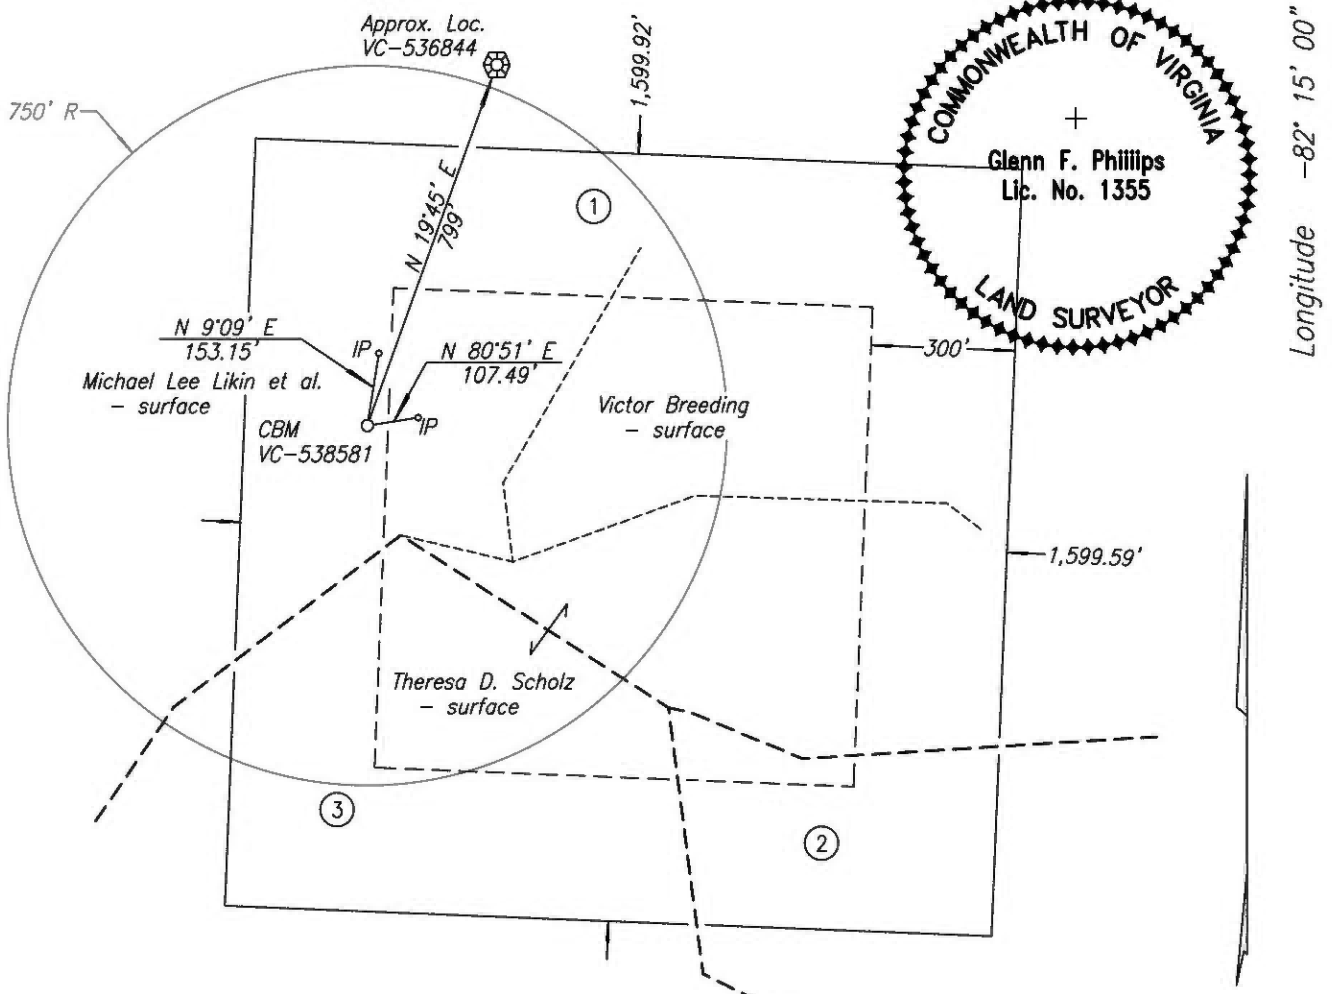 Approx. Loc.
VC-536844
1,599.92'
750' R
COMMONWEALTH OF VIRGINIA
Glenn F. Phiiiips
Lic. No. 1355
LAND SURVEYOR
Longitude -82° 15' 00"
1
N 19°45' E
799'
N 9°09' E
153.15'
IP
N 80°51' E
107.49'
300'
Michael Lee Likin et al.
- surface
Victor Breeding
- surface
CBM
VC-538581
IP
1,599.59'
Theresa D. Scholz
- surface
3
2